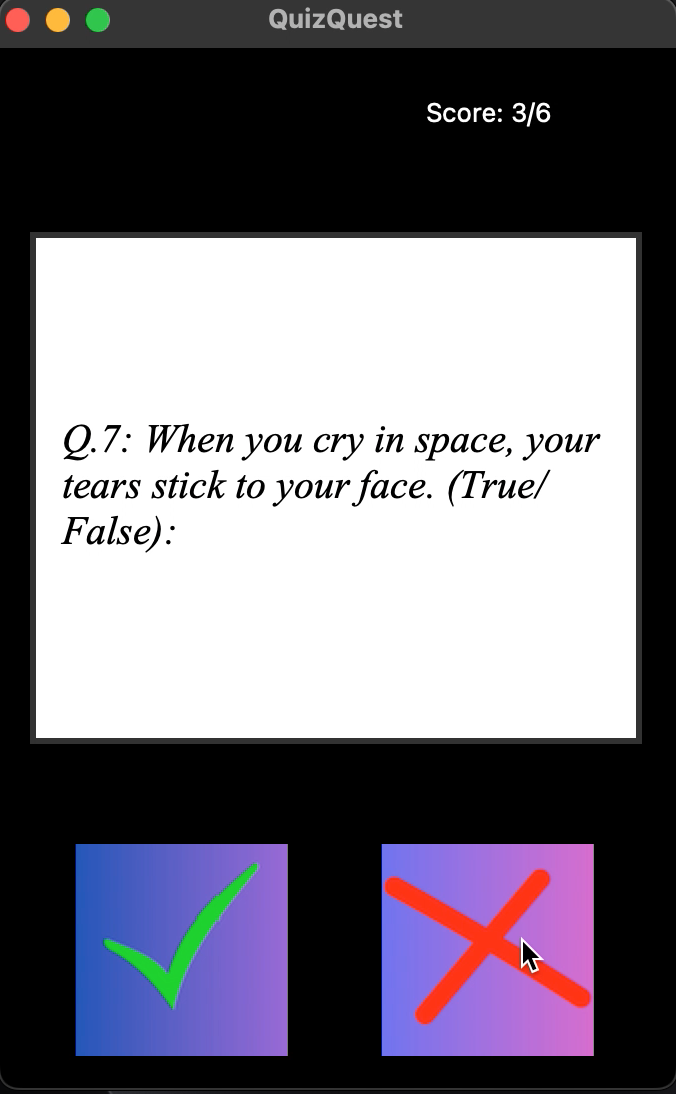 QuizQuest
Score: 3/6
Q.7: When you cry in space, your
tears stick to your face. (True/
False):